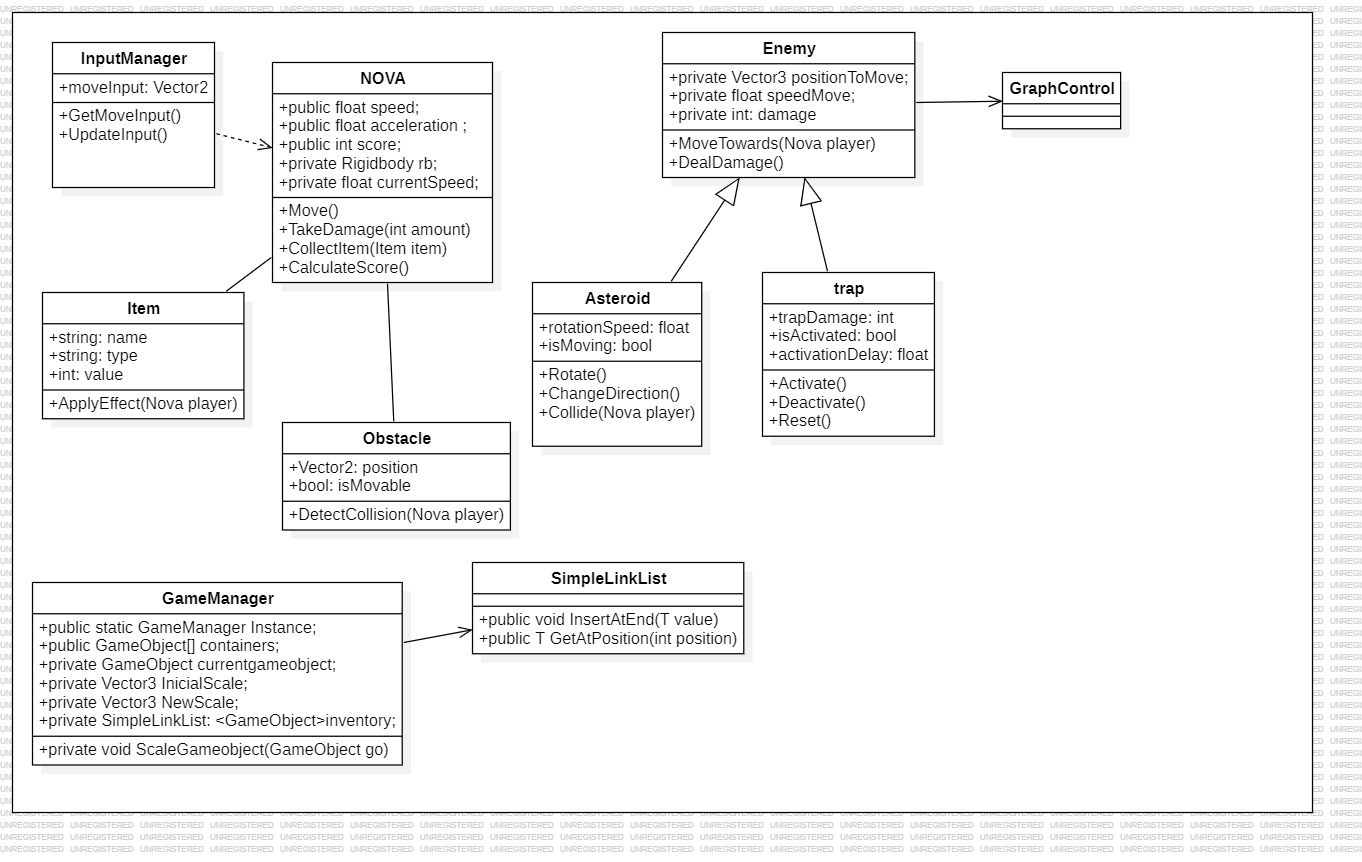 InputManager
+moveInput: Vector2
+GetMoveInput()
+UpdateInput()
NOVA
+public float speed;
+public float acceleration ;
+public int score;
+private Rigidbody rb;
+private float currentSpeed;
+Move()
+TakeDamage(int amount)
+CollectItem(Item item)
+CalculateScore()
Enemy
+private Vector3 positionToMove;
+private float speedMove;
+private int: damage
+MoveTowards(Nova player)
+DealDamage()
GraphControl
Item
+string: name
+string: type
+int: value
+ApplyEffect(Nova player)
Asteroid
+rotationSpeed: float
+isMoving: bool
+Rotate()
+ChangeDirection()
+Collide(Nova player)
trap
+trapDamage: int
+isActivated: bool
+activationDelay: float
+Activate()
+Deactivate()
+Reset()
Obstacle
+Vector2: position
+bool: isMovable
+DetectCollision(Nova player)
GameManager
+public static GameManager Instance;
+public GameObject[] containers;
+private GameObject currentgameobject;
+private Vector3 InicialScale;
+private Vector3 NewScale;
+private SimpleLinkList: <GameObject>inventory;
+private void ScaleGameobject(GameObject go)
SimpleLinkList
+public void InsertAtEnd(T value)
+public T GetAtPosition(int position)
UNREGISTERED